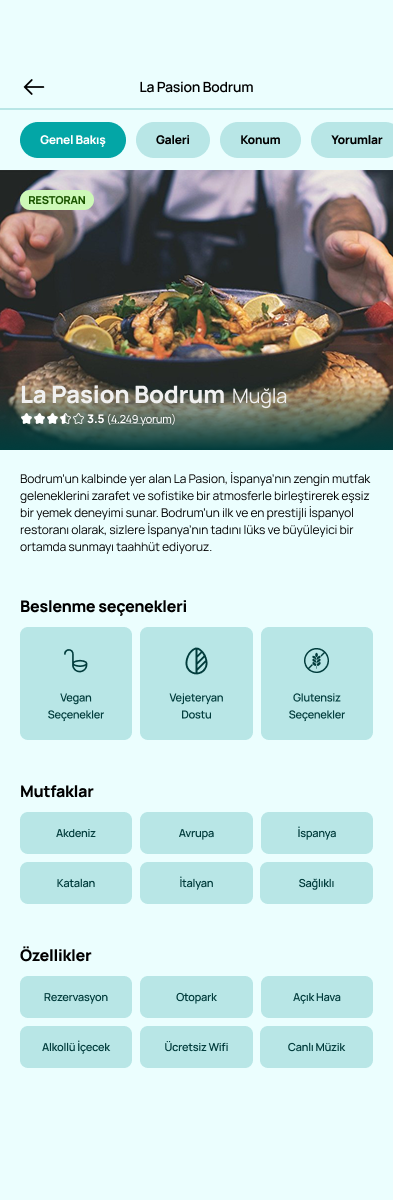 La Pasion Bodrum
Genel Bakış Galeri Konum Yorumlar
RESTORAN
La Pasion Bodrum Muğla
3.5 (4.249 yorum)
Bodrum'un kalbinde yer alan La Pasion, İspanya'nın zengin mutfak
geleneklerini zarafet ve sofistike bir atmosferle birleştirerek eşsiz
bir yemek deneyimi sunar. Bodrum'un ilk ve en prestijli İspanyol
restoranı olarak, sizlere İspanya'nın tadını lüks ve büyüleyici bir
ortamda sunmayı taahhüt ediyoruz.
Beslenme seçenekleri
Vegan
Seçenekler
Vejeteryan
Dostu
Glutensiz
Seçenekler
Mutfaklar
Akdeniz Avrupa İspanya
Katalan İtalyan Sağlıklı
Özellikler
Rezervasyon Otopark Açık Hava
Alkollü İçecek Ücretsiz Wifi Canlı Müzik